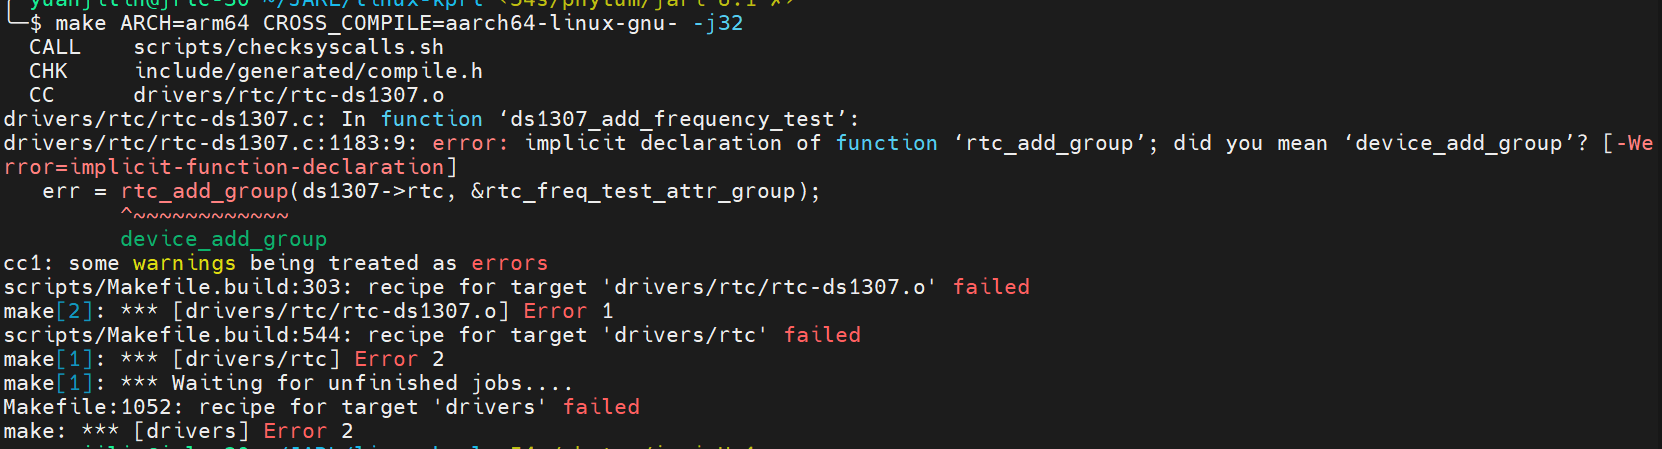 ╰─$ make ARCH=arm64 CROSS_COMPILE=aarch64-linux-gnu- -j32
CALL scripts/checksyscalls.sh
CHK include/generated/compile.h
CC drivers/rtc/rtc-ds1307.o
drivers/rtc/rtc-ds1307.c: In function ‘ds1307_add_frequency_test’:
drivers/rtc/rtc-ds1307.c:1183:9: error: implicit declaration of function ‘rtc_add_group’; did you mean ‘device_add_group’? [-We
rror=implicit-function-declaration]
err = rtc_add_group(ds1307->rtc, &rtc_freq_test_attr_group);
^~~~~~~~~~~~~
device_add_group
cc1: some warnings being treated as errors
scripts/Makefile.build:303: recipe for target 'drivers/rtc/rtc-ds1307.o' failed
make[2]: *** [drivers/rtc/rtc-ds1307.o] Error 1
scripts/Makefile.build:544: recipe for target 'drivers/rtc' failed
make[1]: *** [drivers/rtc] Error 2
make[1]: *** Waiting for unfinished jobs....
Makefile:1052: recipe for target 'drivers' failed
make: *** [drivers] Error 2